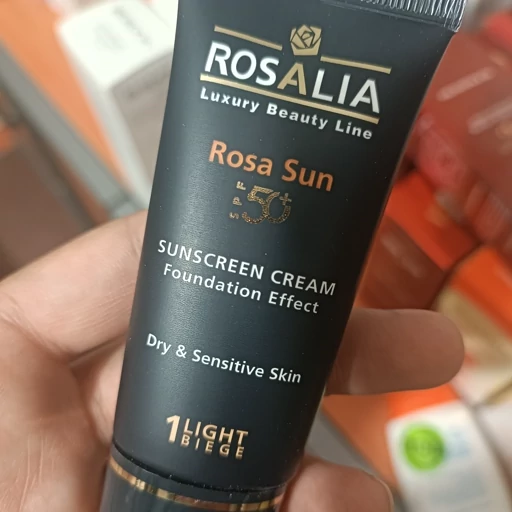 ROSALIA
Luxury Beauty Line
Rosa Sun
SPF 50+
SUNSCREEN CREAM
Foundation Effect
Dry & Sensitive Skin
1 LIGHT
BIEGE